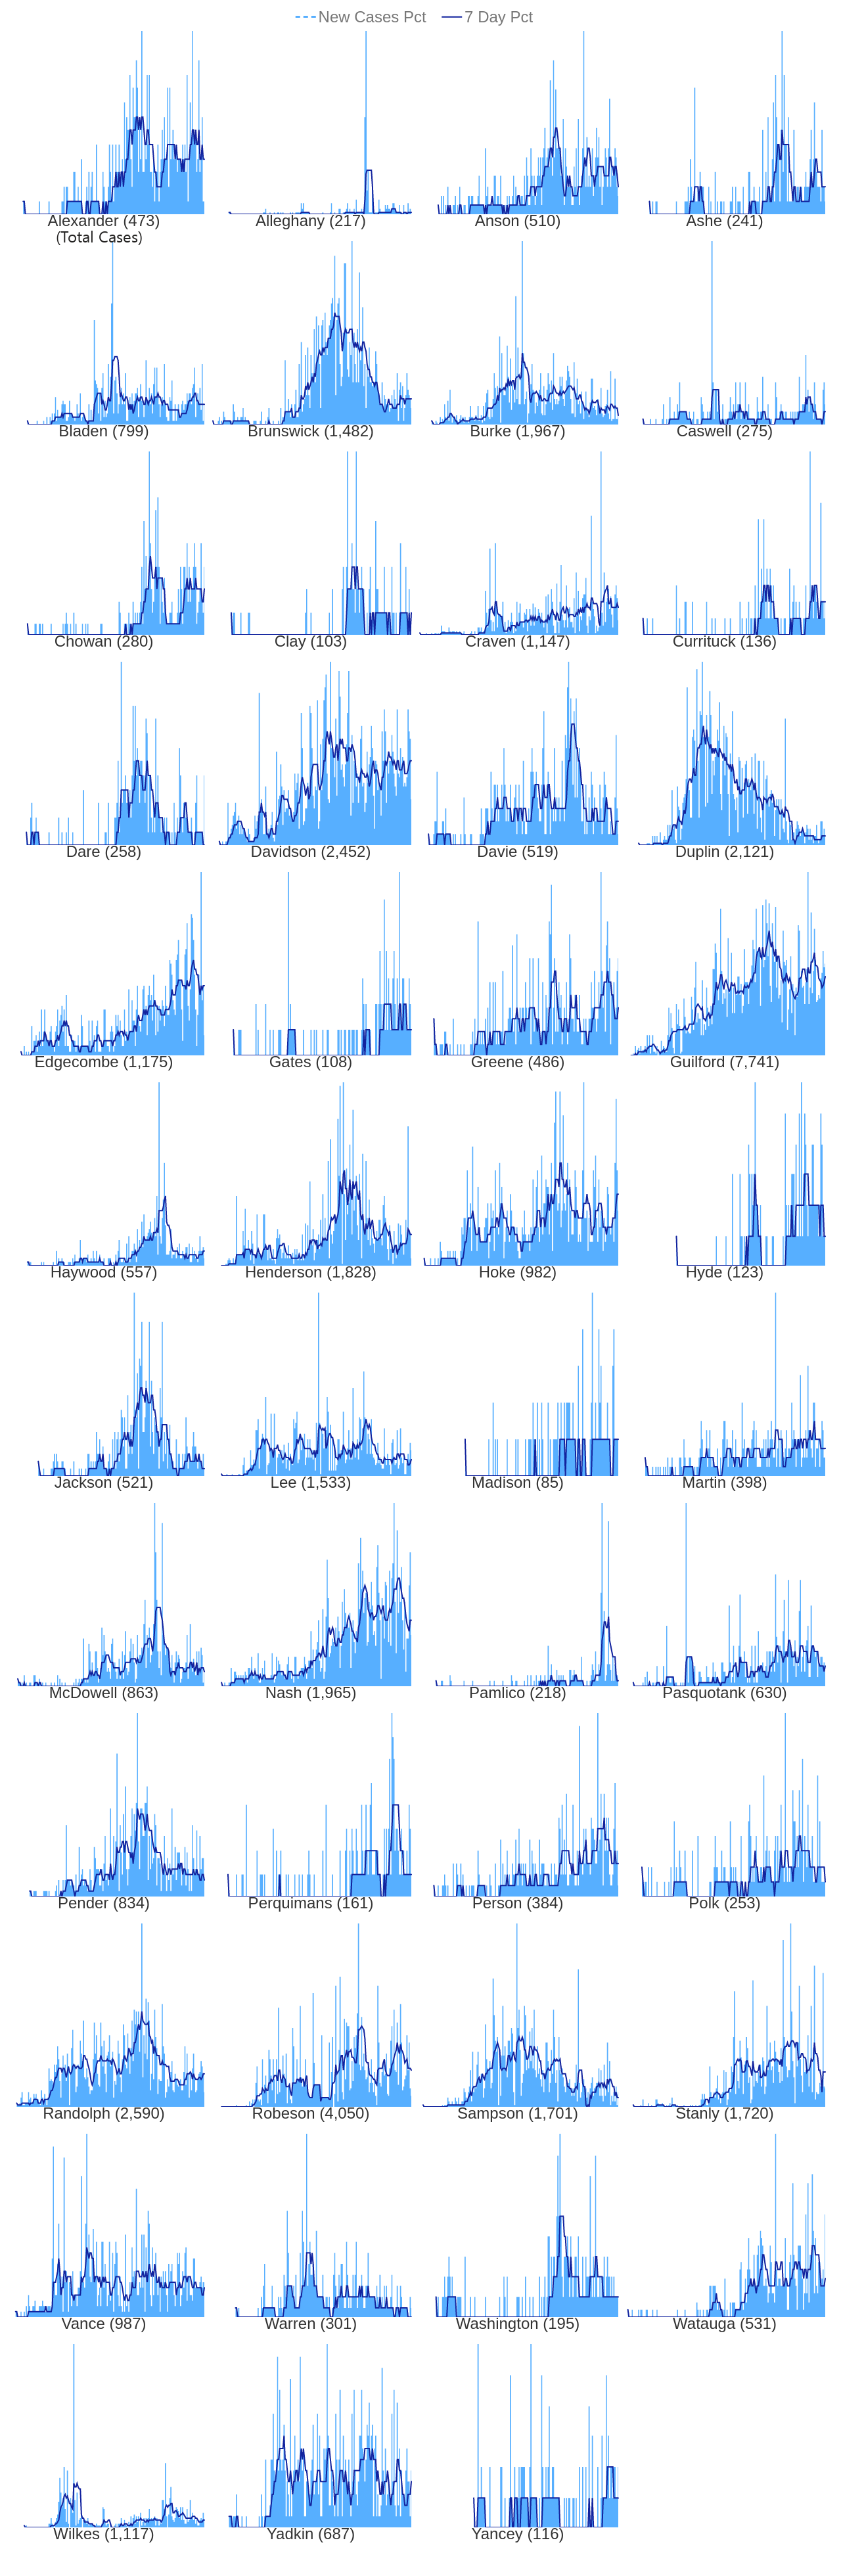 New Cases Pct 7 Day Pct
Alexander (473) Alleghany (217) Anson (510) Ashe (241)
(Total Cases)
Bladen (799) Brunswick (1,482) Burke (1,967) Caswell (275)
Chowan (280) Clay (103) Craven (1,147) Currituck (136)
Dare (258) Davidson (2,452) Davie (519) Duplin (2,121)
Edgecombe (1,175) Gates (108) Greene (486) Guilford (7,741)
Haywood (557) Henderson (1,828) Hoke (982) Hyde (123)
Jackson (521) Lee (1,533) Madison (85) Martin (398)
McDowell (863) Nash (1,965) Pamlico (218) Pasquotank (630)
Pender (834) Perquimans (161) Person (384) Polk (253)
Randolph (2,590) Robeson (4,050) Sampson (1,701) Stanly (1,720)
Vance (987) Warren (301) Washington (195) Watauga (531)
Wilkes (1,117) Yadkin (687) Yancey (116)